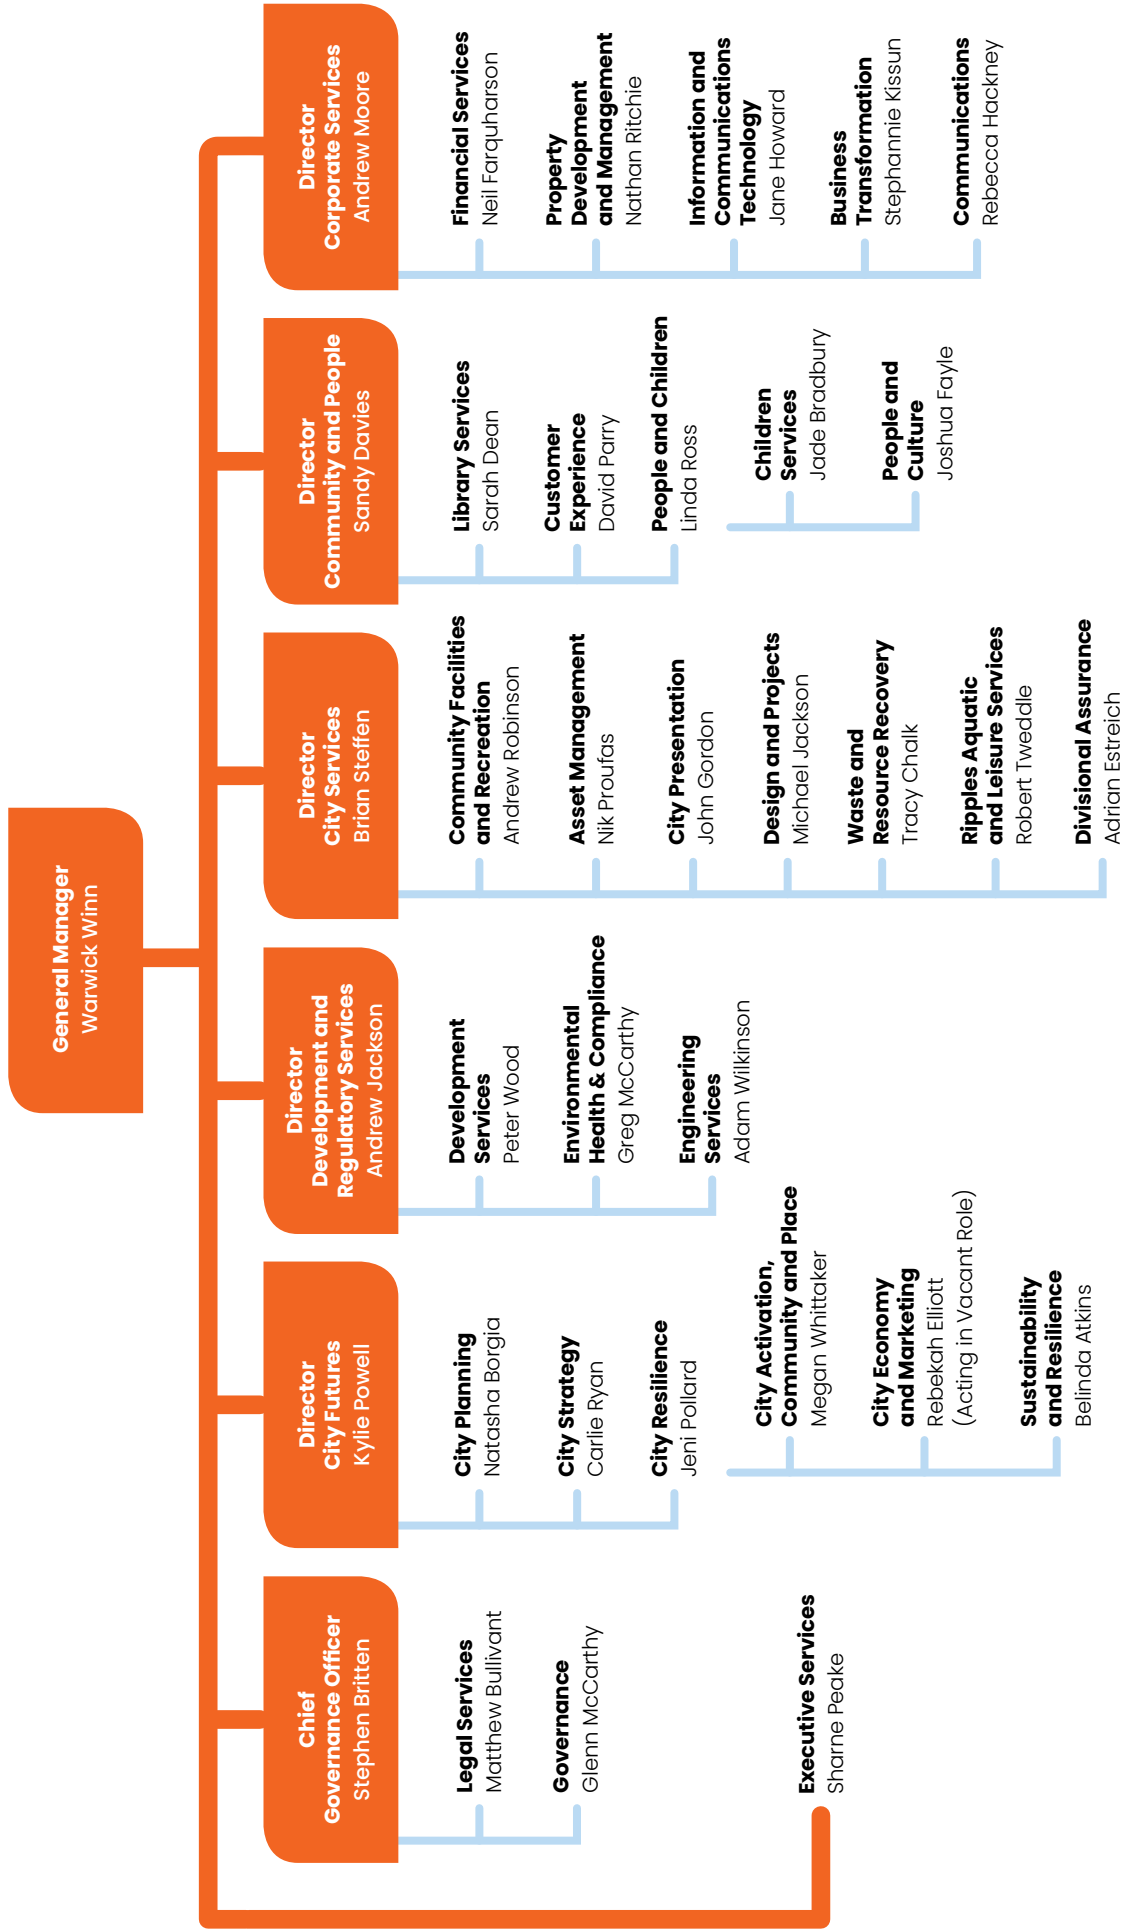 General Manager
Warwick Winn
Chief
Governance Officer
Stephen Britten
Legal Services
Matthew Bullivant
Governance
Glenn McCarthy
Executive Services
Sharne Peake
Director
City Futures
Kylie Powell
City Planning
Natasha Borgia
City Strategy
Carlie Ryan
City Resilience
Jeni Pollard
City Activation,
Community and Place
Megan Whittaker
City Economy
and Marketing
Rebekah Elliott
(Acting in Vacant Role)
Sustainability
and Resilience
Belinda Atkins
Director
Development and
Regulatory Services
Andrew Jackson
Development
Services
Peter Wood
Environmental
Health & Compliance
Greg McCarthy
Engineering
Services
Adam Wilkinson
Director
City Services
Brian Steffen
Community Facilities
and Recreation
Andrew Robinson
Asset Management
Nik Proufas
City Presentation
John Gordon
Design and Projects
Michael Jackson
Waste and
Resource Recovery
Tracy Chalk
Ripples Aquatic
and Leisure Services
Robert Tweddle
Divisional Assurance
Adrian Estreich
Director
Community and People
Sandy Davies
Library Services
Sarah Dean
Customer
Experience
David Parry
People and Children
Linda Ross
Children
Services
Jade Bradbury
People and
Culture
Joshua Fayle
Director
Corporate Services
Andrew Moore
Financial Services
Neil Farquharson
Property
Development
and Management
Nathan Ritchie
Information and
Communications
Technology
Jane Howard
Business
Transformation
Stephannie Kissun
Communications
Rebecca Hackney